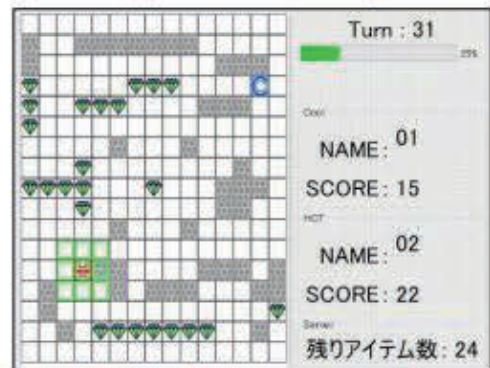 Turn : 31
25%
C
Cool
NAME: 01
SCORE: 15
HOT
NAME: 02
SCORE: 22
Server
残りアイテム数: 24